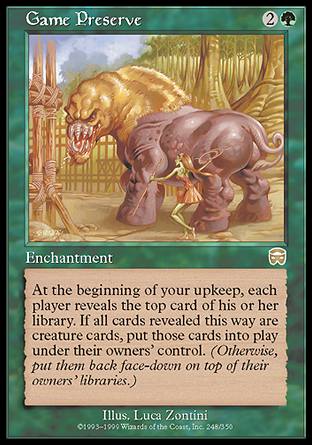 Game Preserve 2
Enchantment
At the beginning of your upkeep, each
player reveals the top card of his or her
library. If all cards revealed this way are
creature cards, put those cards into play
under their owners' control. (Otherwise,
put them back face-down on top of their
owners' libraries.)
Illus. Luca Zontini
©1993–1999 Wizards of the Coast, Inc. 248/350